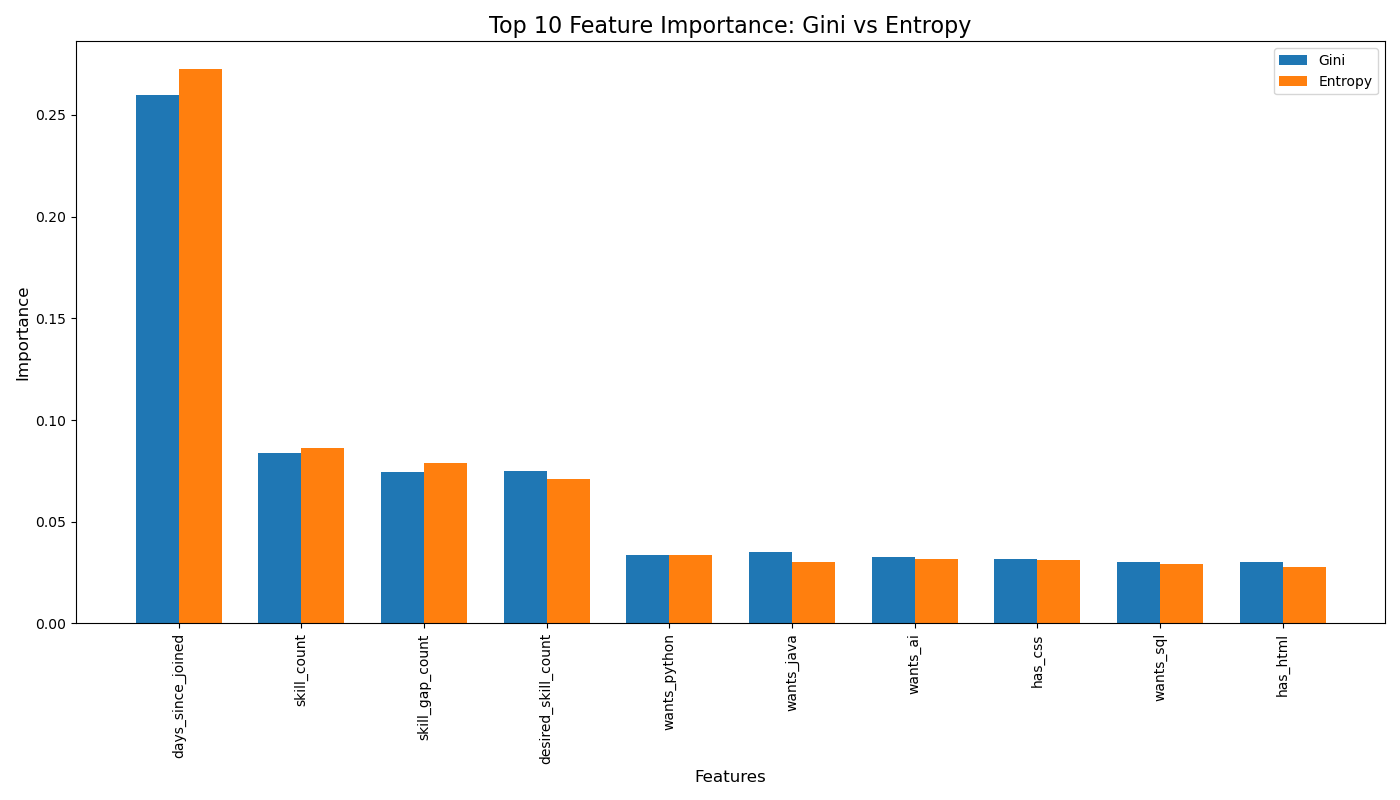 Top 10 Feature Importance: Gini vs Entropy
Gini
Entropy
Importance
0.25
0.20
0.15
0.10
0.05
0.00
days_since_joined
skill_count
skill_gap_count
desired_skill_count
wants_python
wants_java
wants_ai
has_css
wants_sql
has_html
Features